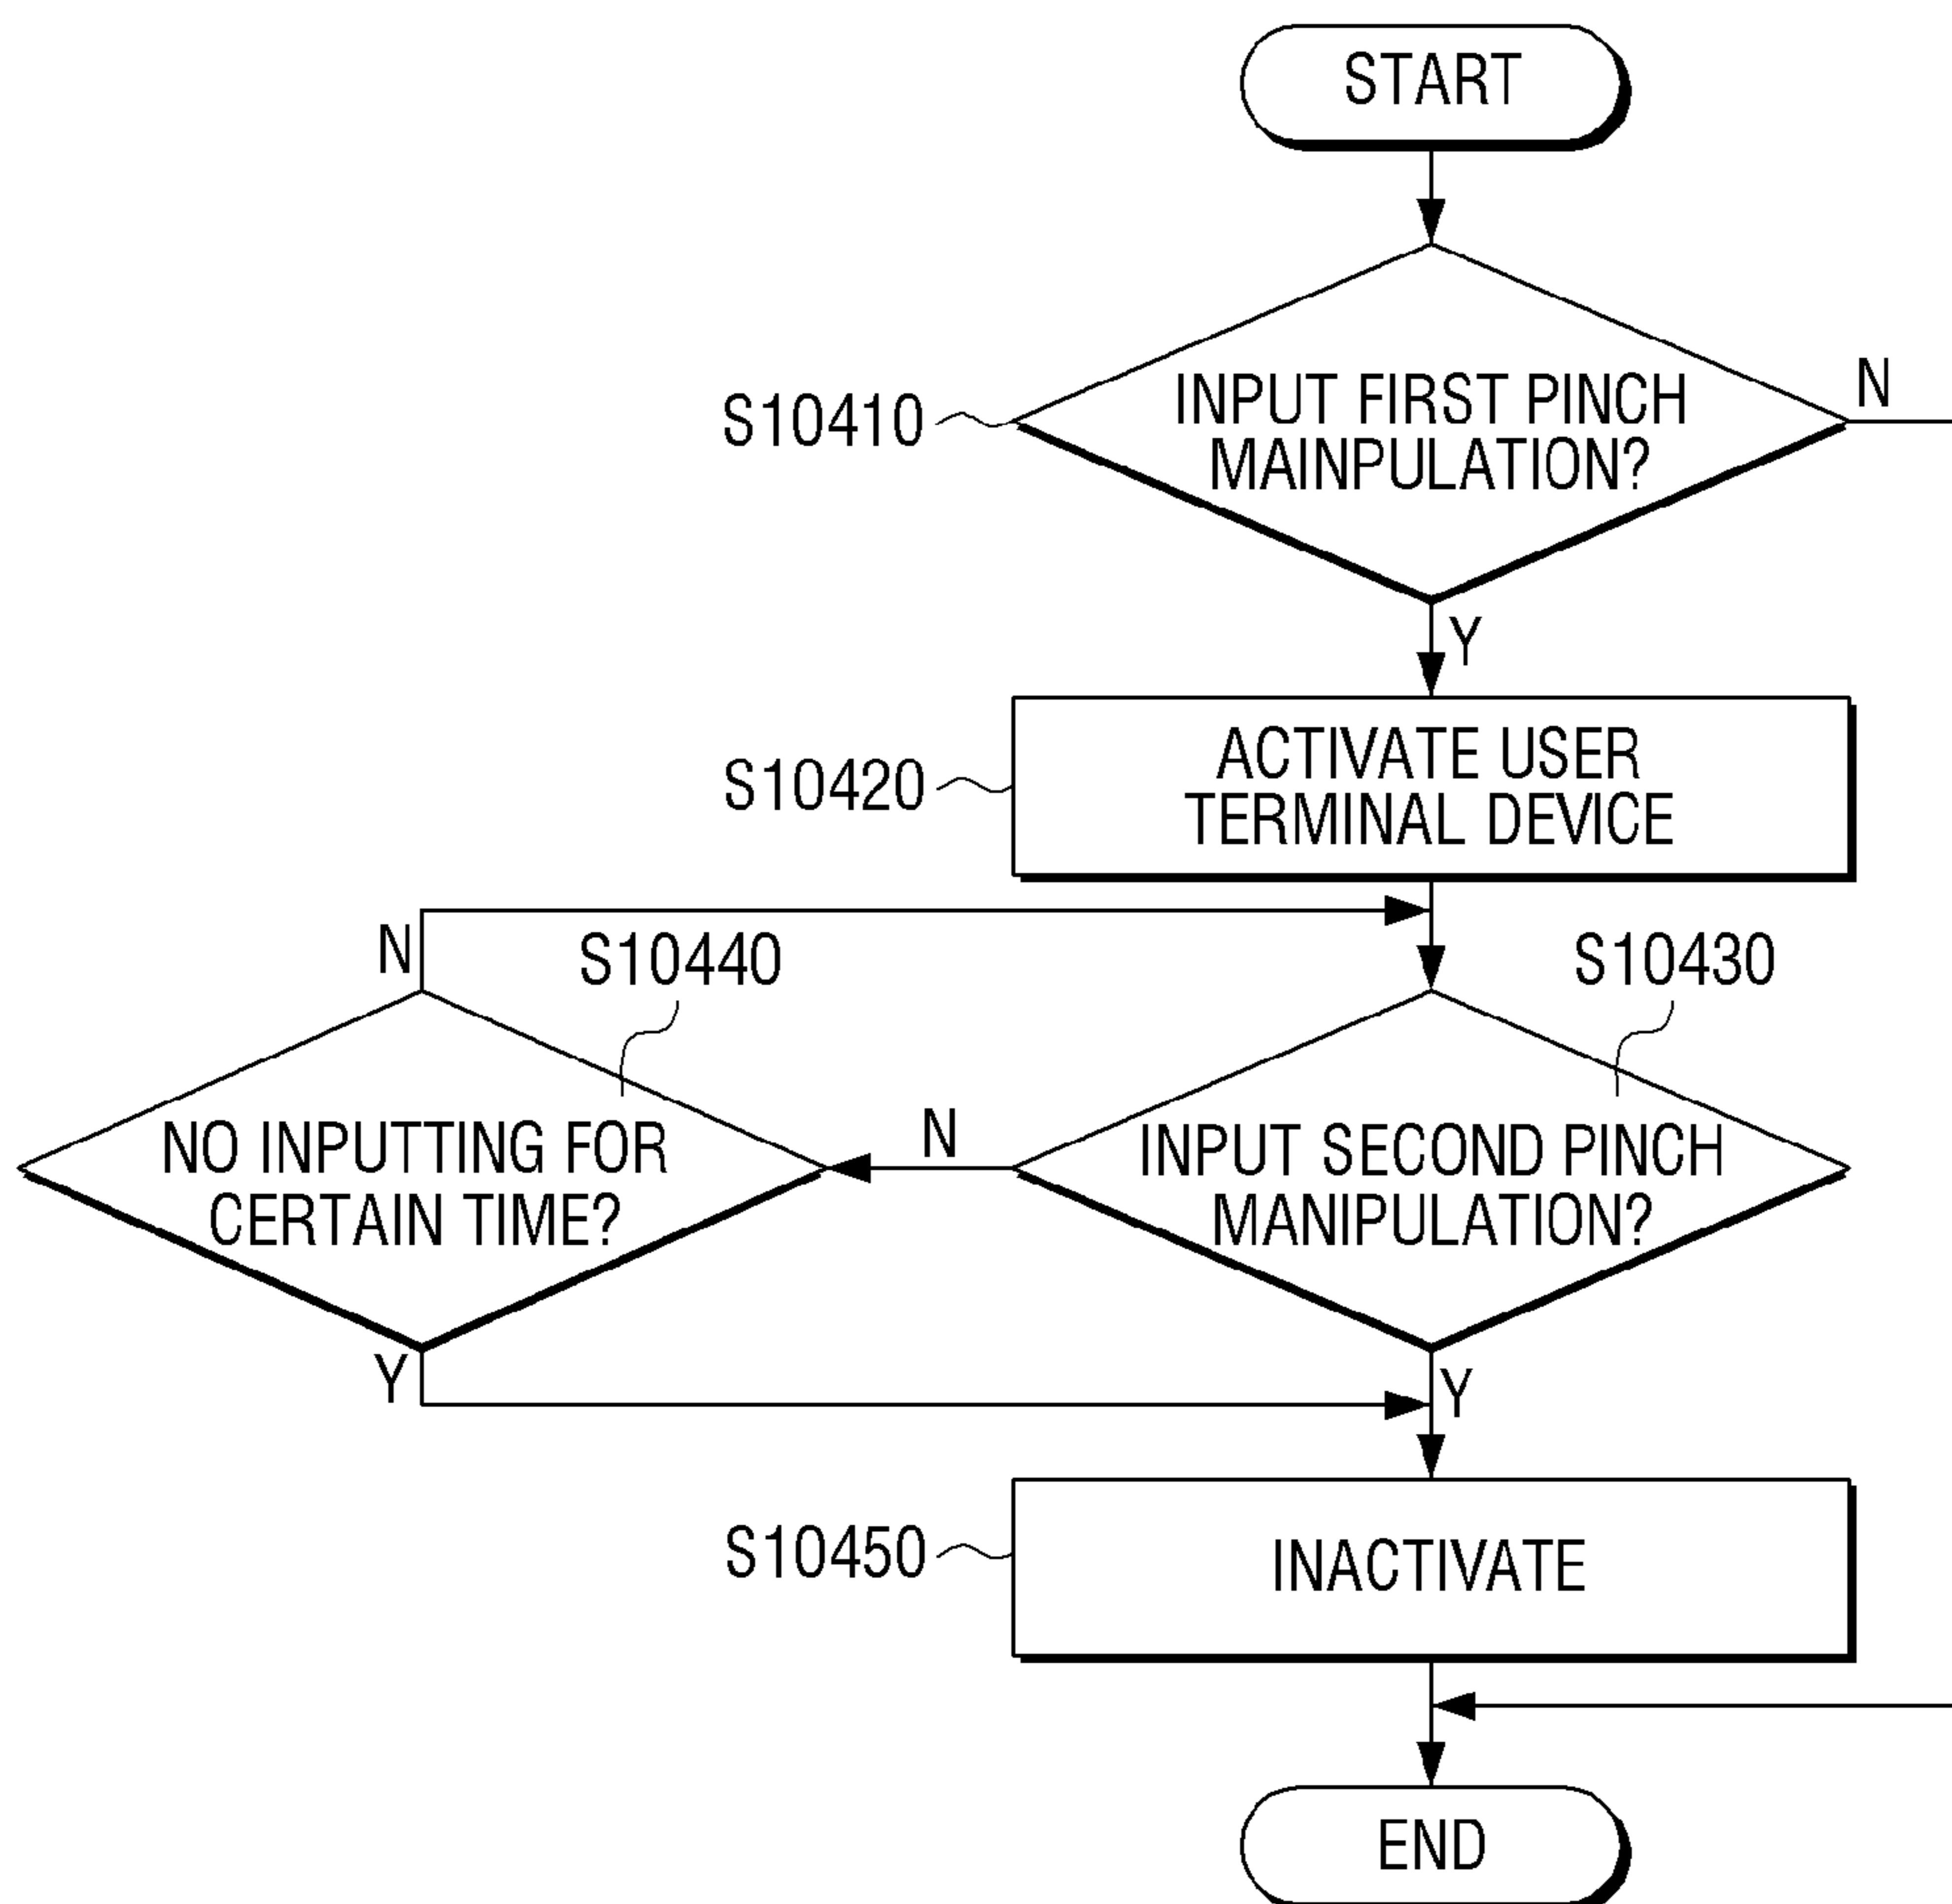 START
S10410
INPUT FIRST PINCH
MAINPULATION?
N
Y
S10420
ACTIVATE USER
TERMINAL DEVICE
N
S10440
S10430
NO INPUTTING FOR
CERTAIN TIME?
N
INPUT SECOND PINCH
MANIPULATION?
Y
Y
S10450
INACTIVATE
END